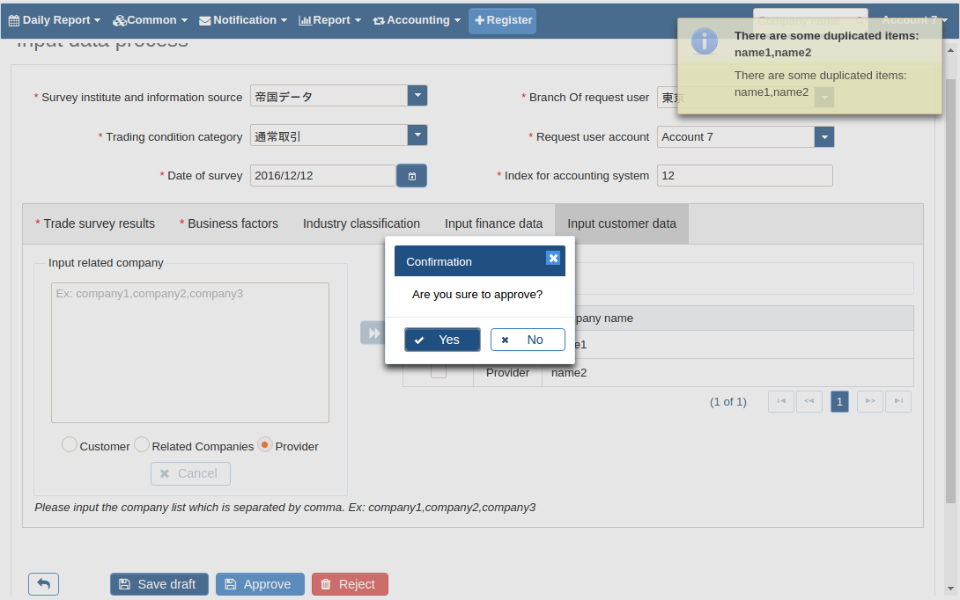 Daily Report Common Notification Report Accounting Register Account 7
There are some duplicated items:
name1,name2
There are some duplicated items:
name1,name2
Input data process
* Survey institute and information source 帝国データ
* Branch Of request user 東京
* Trading condition category 通常取引
* Request user account Account 7
* Date of survey 2016/12/12
* Index for accounting system 12
* Trade survey results * Business factors Industry classification Input finance data Input customer data
Input related company
Ex: company1,company2,company3
Confirmation
Are you sure to approve?
Yes No
Provider name2
(1 of 1) 1
Customer Related Companies Provider
Cancel
Please input the company list which is separated by comma. Ex: company1,company2,company3
Save draft Approve Reject